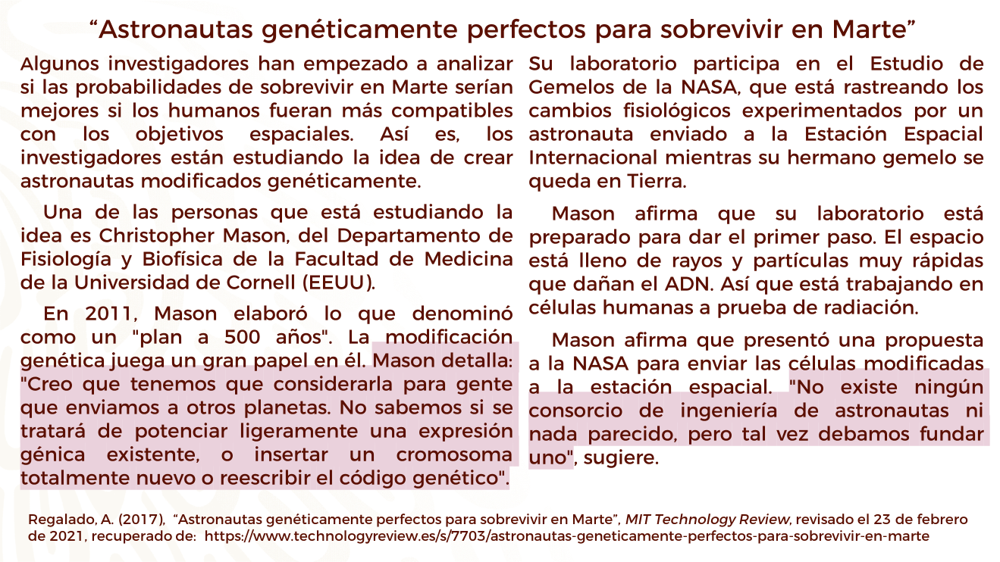 “Astronautas genéticamente perfectos para sobrevivir en Marte”
Algunos investigadores han empezado a analizar
si las probabilidades de sobrevivir en Marte serían
mejores si los humanos fueran más compatibles
con los objetivos espaciales. Así es, los
investigadores están estudiando la idea de crear
astronautas modificados genéticamente.
Una de las personas que está estudiando la
idea es Christopher Mason, del Departamento de
Fisiología y Biofísica de la Facultad de Medicina
de la Universidad de Cornell (EEUU).
En 2011, Mason elaboró lo que denominó
como un "plan a 500 años". La modificación
genética juega un gran papel en él. Mason detalla:
"Creo que tenemos que considerarla para gente
que enviamos a otros planetas. No sabemos si se
tratará de potenciar ligeramente una expresión
génica existente, o insertar un cromosoma
totalmente nuevo o reescribir el código genético".
Su laboratorio participa en el Estudio de
Gemelos de la NASA, que está rastreando los
cambios fisiológicos experimentados por un
astronauta enviado a la Estación Espacial
Internacional mientras su hermano gemelo se
queda en Tierra.
Mason afirma que su laboratorio está
preparado para dar el primer paso. El espacio
está lleno de rayos y partículas muy rápidas
que dañan el ADN. Así que está trabajando en
células humanas a prueba de radiación.
Mason afirma que presentó una propuesta
a la NASA para enviar las células modificadas
a la estación espacial. "No existe ningún
consorcio de ingeniería de astronautas ni
nada parecido, pero tal vez debamos fundar
uno", sugiere.
Regalado, A. (2017), “Astronautas genéticamente perfectos para sobrevivir en Marte”, MIT Technology Review, revisado el 23 de febrero
de 2021, recuperado de: https://www.technologyreview.es/s/7703/astronautas-geneticamente-perfectos-para-sobrevivir-en-marte